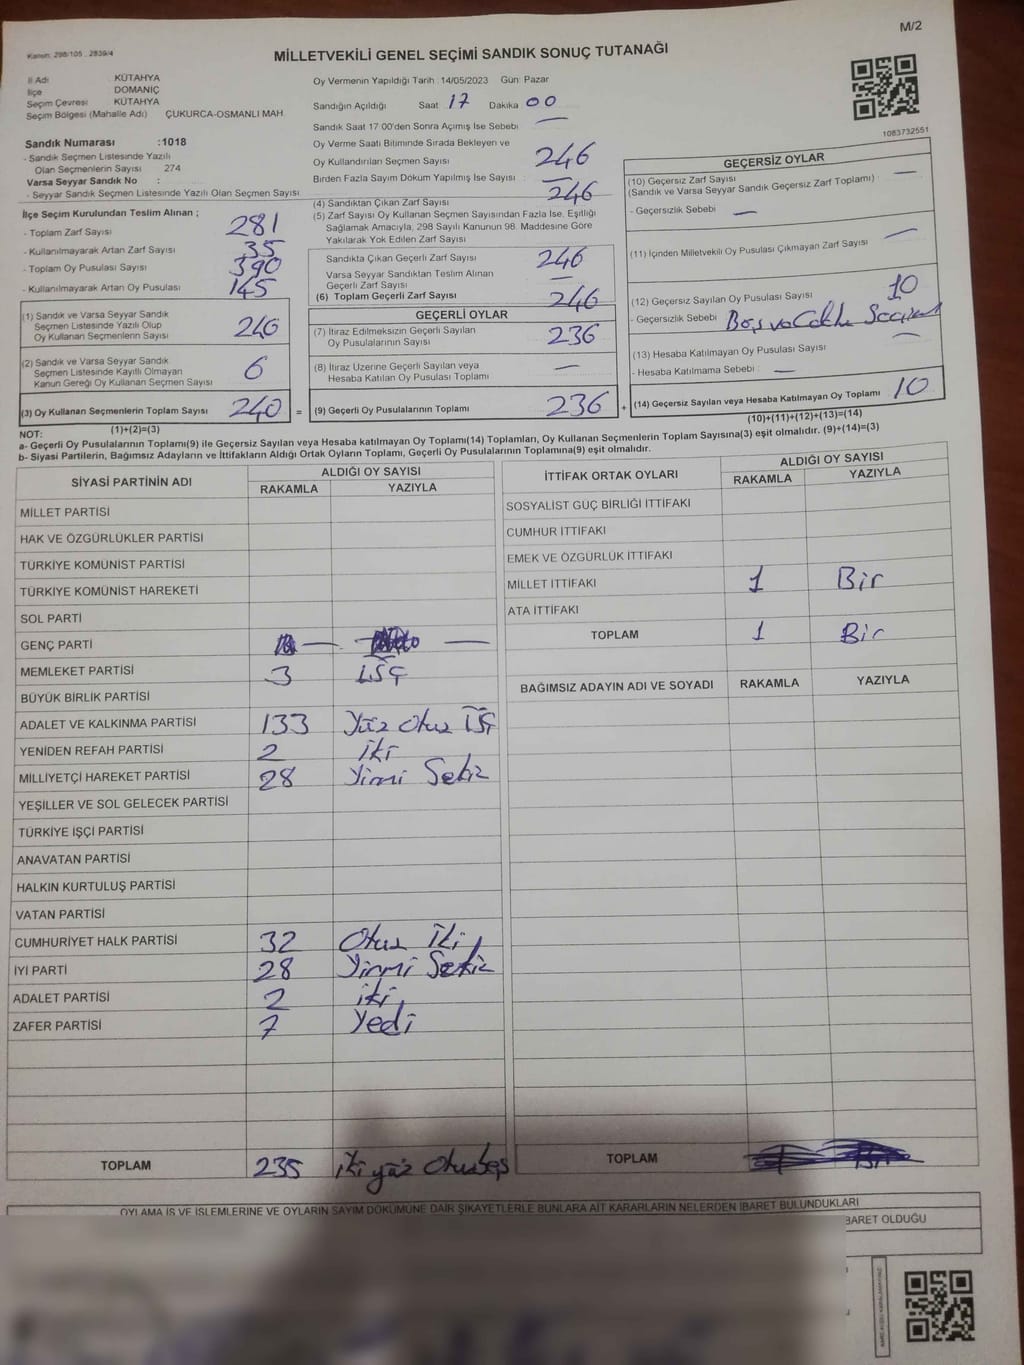 M/2
Kanun: 298/105 2839/4
MİLLETVEKİLİ GENEL SEÇİMİ SANDIK SONUÇ TUTANAĞI
İl Adı KÜTAHYA
İlçe DOMANİÇ
Seçim Çevresi KÜTAHYA
Seçim Bölgesi (Mahalle Adı) ÇUKURCA-OSMANLI MAH
Sandık Numarası :1018
- Sandık Seçmen Listesinde Yazılı
Olan Seçmenlerin Sayısı 274
Varsa Seyyar Sandık No :
- Seyyar Sandık Seçmen Listesinde Yazılı Olan Seçmen Sayısı
Oy Vermenin Yapıldığı Tarih :14/05/2023 Gün: Pazar
Sandığın Açıldığı Saat 17 Dakika 00
Sandık Saat 17:00'den Sonra Açımış İse Sebebi
Oy Verme Saati Bitiminde Sırada Bekleyen ve
Oy Kullandırılan Seçmen Sayısı 246
Birden Fazla Sayım Döküm Yapılmış İse Sayısı : —
1083732551
İlçe Seçim Kurulundan Teslim Alınan ;
- Toplam Zarf Sayısı 281
- Kullanılmayarak Artan Zarf Sayısı 35
- Toplam Oy Pusulası Sayısı 390
- Kullanılmayarak Artan Oy Pusulası 145
(1) Sandık ve Varsa Seyyar Sandık
Seçmen Listesinde Yazılı Olup
Oy Kullanan Seçmenlerin Sayısı 246
(2) Sandık ve Varsa Seyyar Sandık
Seçmen Listesinde Kayıtlı Olmayan
Kanun Gereği Oy Kullanan Seçmen Sayısı 6
(3) Oy Kullanan Seçmenlerin Toplam Sayısı 240 =
(1)+(2)=(3)
(4) Sandıktan Çıkan Zarf Sayısı 246
(5) Zarf Sayısı Oy Kullanan Seçmen Sayısından Fazla İse, Eşitliği
Sağlamak Amacıyla, 298 Sayılı Kanunun 98. Maddesine Göre
Yakılarak Yok Edilen Zarf Sayısı
Sandıkta Çıkan Geçerli Zarf Sayısı 246
Varsa Seyyar Sandıktan Teslim Alınan
Geçerli Zarf Sayısı —
(6) Toplam Geçerli Zarf Sayısı 246
GEÇERLİ OYLAR
(7) İtiraz Edilmeksizin Geçerli Sayılan
Oy Pusulalarının Sayısı 236
(8) İtiraz Üzerine Geçerli Sayılan veya
Hesaba Katılan Oy Pusulası Toplamı —
(9) Geçerli Oy Pusulalarının Toplamı 236 +
GEÇERSİZ OYLAR
(10) Geçersiz Zarf Sayısı
(Sandık ve Varsa Seyyar Sandık Geçersiz Zarf Toplamı) —
- Geçersizlik Sebebi —
(11) İçinden Milletvekili Oy Pusulası Çıkmayan Zarf Sayısı —
(12) Geçersiz Sayılan Oy Pusulası Sayısı 10
- Geçersizlik Sebebi Boş
(13) Hesaba Katılmayan Oy Pusulası Sayısı —
- Hesaba Katılmama Sebebi : —
(14) Geçersiz Sayılan veya Hesaba Katılmayan Oy Toplamı 10
(10)+(11)+(12)+(13)=(14)
NOT:
a- Geçerli Oy Pusulalarının Toplamı(9) ile Geçersiz Sayılan veya Hesaba katılmayan Oy Toplamı(14) Toplamları, Oy Kullanan Seçmenlerin Toplam Sayısına(3) eşit olmalıdır. (9)+(14)=(3)
b- Siyasi Partilerin, Bağımsız Adayların ve İttifakların Aldığı Ortak Oyların Toplamı, Geçerli Oy Pusulalarının Toplamına(9) eşit olmalıdır.
SİYASİ PARTİNİN ADI ALDIĞI OY SAYISI
RAKAMLA YAZIYLA
MİLLET PARTİSİ
HAK VE ÖZGÜRLÜKLER PARTİSİ
TÜRKİYE KOMÜNİST PARTİSİ
TÜRKİYE KOMÜNİST HAREKETİ
SOL PARTİ
GENÇ PARTİ — —
MEMLEKET PARTİSİ 3 üç
BÜYÜK BİRLİK PARTİSİ
ADALET VE KALKINMA PARTİSİ 133 Yüz Otuz Üç
YENİDEN REFAH PARTİSİ 2 iki
MİLLİYETÇİ HAREKET PARTİSİ 28 Yirmi Sekiz
YEŞİLLER VE SOL GELECEK PARTİSİ
TÜRKİYE İŞÇİ PARTİSİ
ANAVATAN PARTİSİ
HALKIN KURTULUŞ PARTİSİ
VATAN PARTİSİ
CUMHURİYET HALK PARTİSİ 32 Otuz İki
İYİ PARTİ 28 Yirmi Sekiz
ADALET PARTİSİ 2 iki
ZAFER PARTİSİ 7 Yedi
TOPLAM 235 iki yüz Otuzbeş
İTTİFAK ORTAK OYLARI ALDIĞI OY SAYISI
RAKAMLA YAZIYLA
SOSYALİST GÜÇ BİRLİĞİ İTTİFAKI
CUMHUR İTTİFAKI
EMEK VE ÖZGÜRLÜK İTTİFAKI
MİLLET İTTİFAKI 1 Bir
ATA İTTİFAKI
TOPLAM 1 Bir
BAĞIMSIZ ADAYIN ADI VE SOYADI RAKAMLA YAZIYLA
TOPLAM
OYLAMA İŞ VE İŞLEMLERİNE VE OYLARIN SAYIM DÖKÜMÜNE DAİR ŞİKAYETLERLE BUNLARA AİT KARARLARIN NELERDEN İBARET BULUNDUKLARI
İBARET OLDUĞU